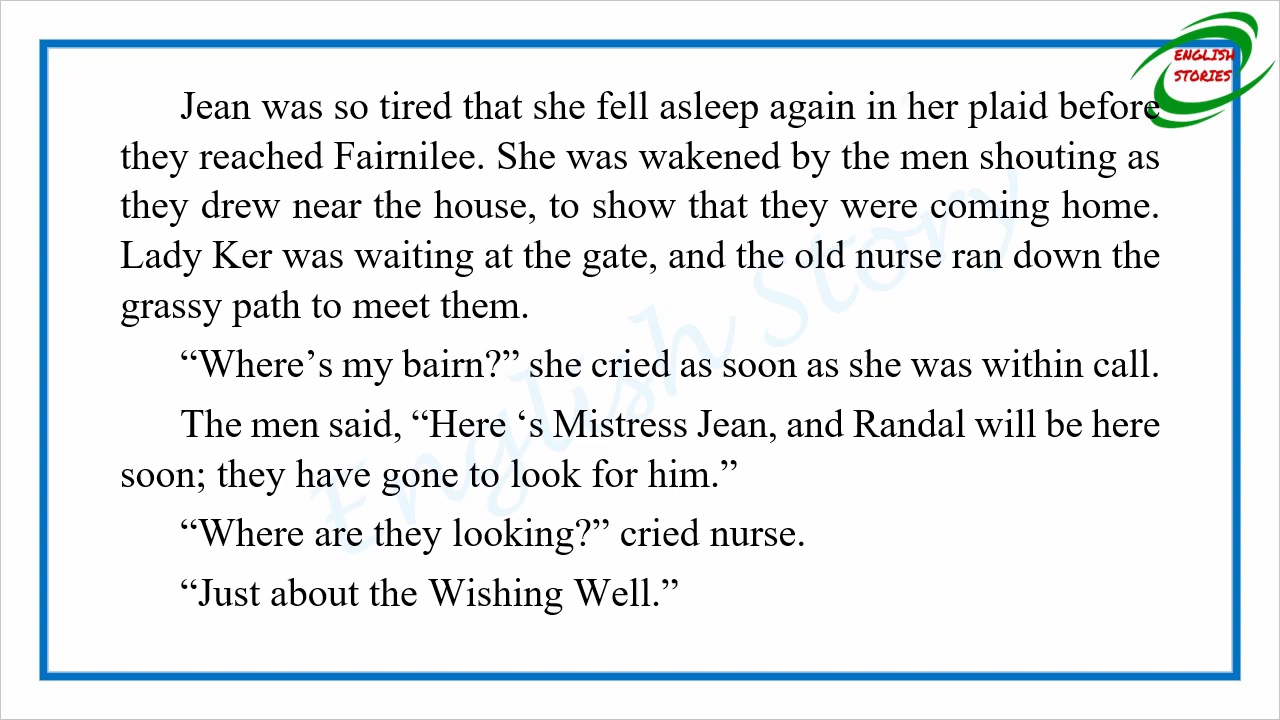 ENGLISH
STORIES
Jean was so tired that she fell asleep again in her plaid before
they reached Fairnilee. She was wakened by the men shouting as
they drew near the house, to show that they were coming home.
Lady Ker was waiting at the gate, and the old nurse ran down the
grassy path to meet them.
“Where’s my bairn?” she cried as soon as she was within call.
The men said, “Here ‘s Mistress Jean, and Randal will be here
soon; they have gone to look for him.”
“Where are they looking?” cried nurse.
“Just about the Wishing Well.”
English Story